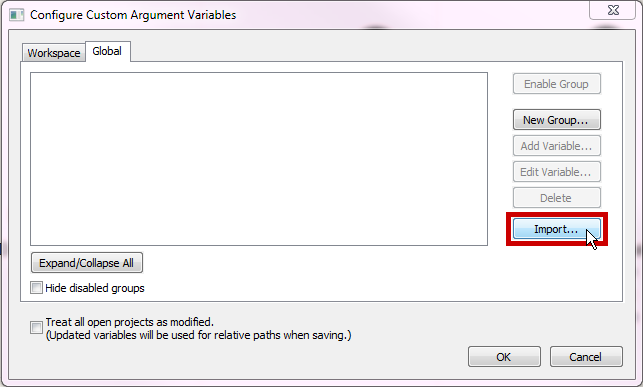 Configure Custom Argument Variables
Workspace
Global
Enable Group
New Group...
Add Variable...
Edit Variable...
Delete
Import...
Expand/Collapse All
Hide disabled groups
Treat all open projects as modified.
(Updated variables will be used for relative paths when saving.)
OK
Cancel